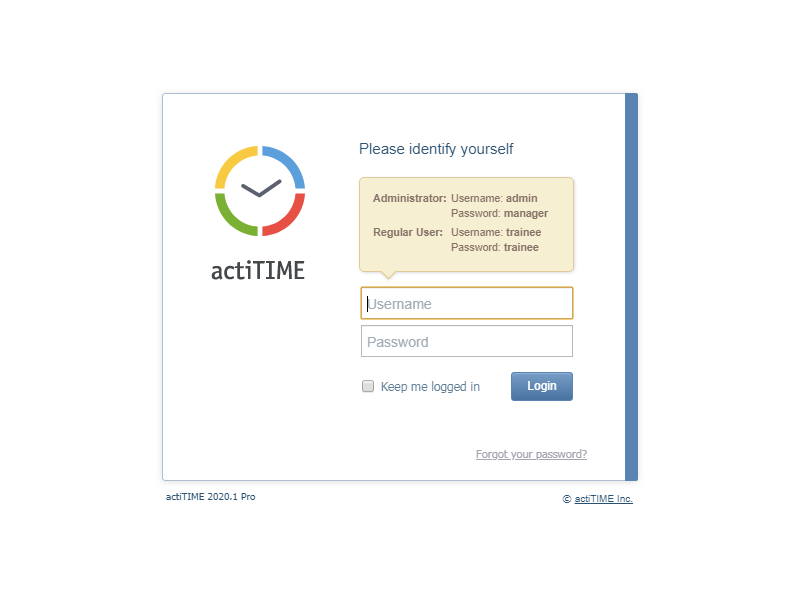 actiTIME
Please identify yourself
Administrator: Username: admin
Password: manager
Regular User: Username: trainee
Password: trainee
Username
Password
Keep me logged in
Login
Forgot your password?
actiTIME 2020.1 Pro
© actiTIME Inc.